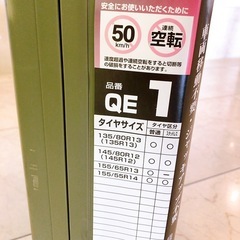 安全にお使いいただくために
50
km/h
連続
空転
速度超過や連続空転をすると切断等
の破損をすることがあります。
品番
QE 1
タイヤサイズ
タイヤ区分
普通
135/80R13
(135R13)
○ ○
145/80R12
(145R12)
○ ○
155/65R13 ○ ―
155/55R14 ○